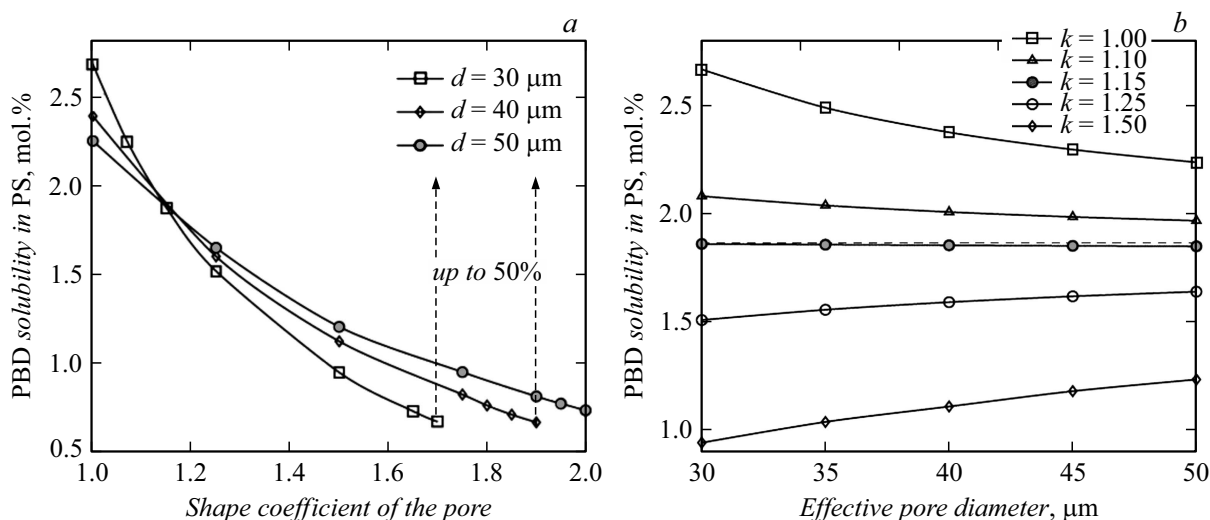 a
PBD solubility in PS, mol.%
2.5
2.0
1.5
1.0
0.5
d = 30 μm
d = 40 μm
d = 50 μm
up to 50%
1.0 1.2 1.4 1.6 1.8 2.0
Shape coefficient of the pore
b
PBD solubility in PS, mol.%
2.5
2.0
1.5
1.0
k = 1.00
k = 1.10
k = 1.15
k = 1.25
k = 1.50
30 35 40 45 50
Effective pore diameter, μm